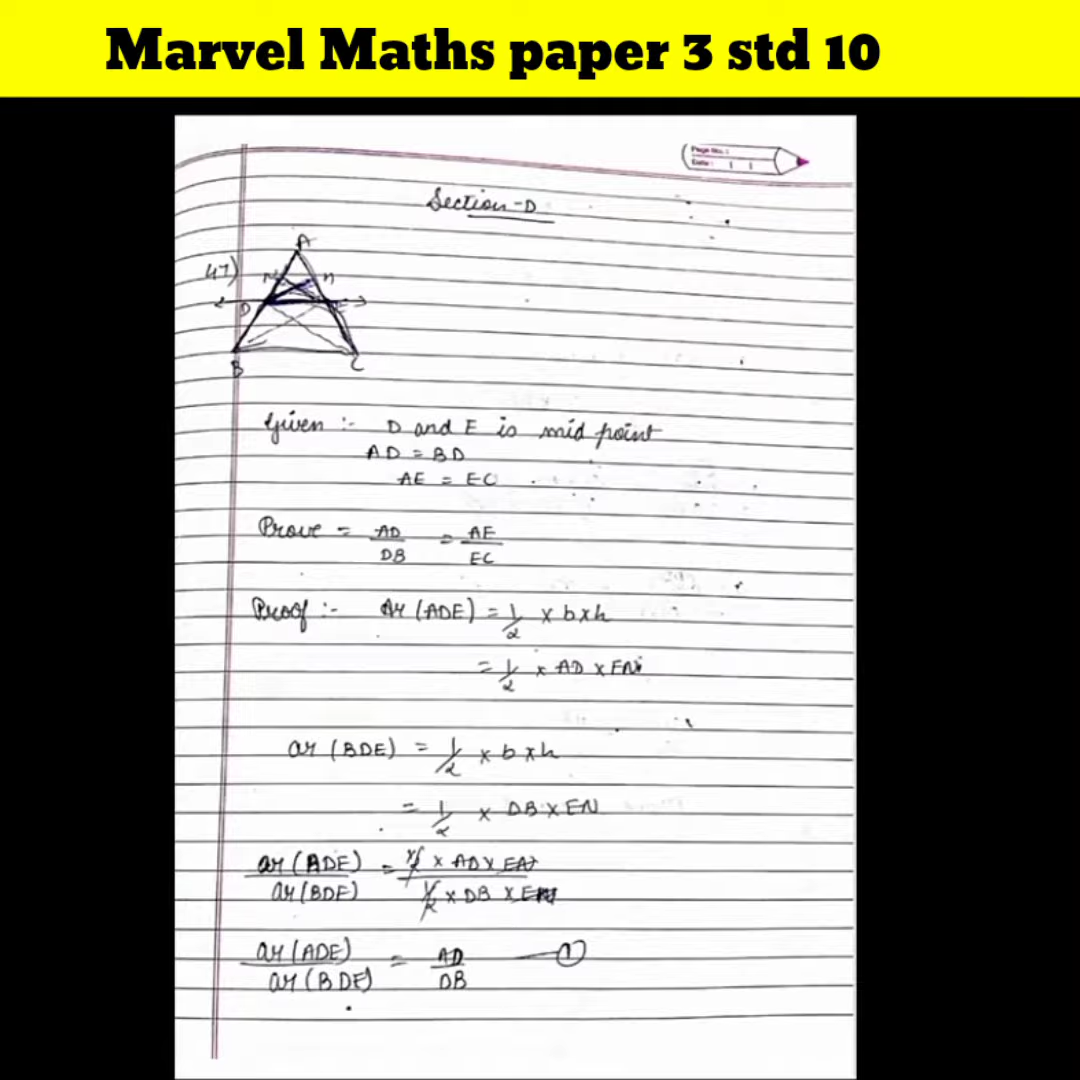 Marvel Maths paper 3 std 10
Page No. :
Date :
Section-D
47)
A
N M
D
B C
Given :- D and E is mid point
AD = BD
AE = EC
Prove = AD/DB = AE/EC
Proof :- Ar (ADE) = 1/2 × b×h
= 1/2 × AD × EN
ar (BDE) = 1/2 × b × h
= 1/2 × DB × EN
ar (ADE)/ar (BDE) = 1/2 × AD × EN/1/2 × DB × EN
ar (ADE)/ar (BDE) = AD/DB —①